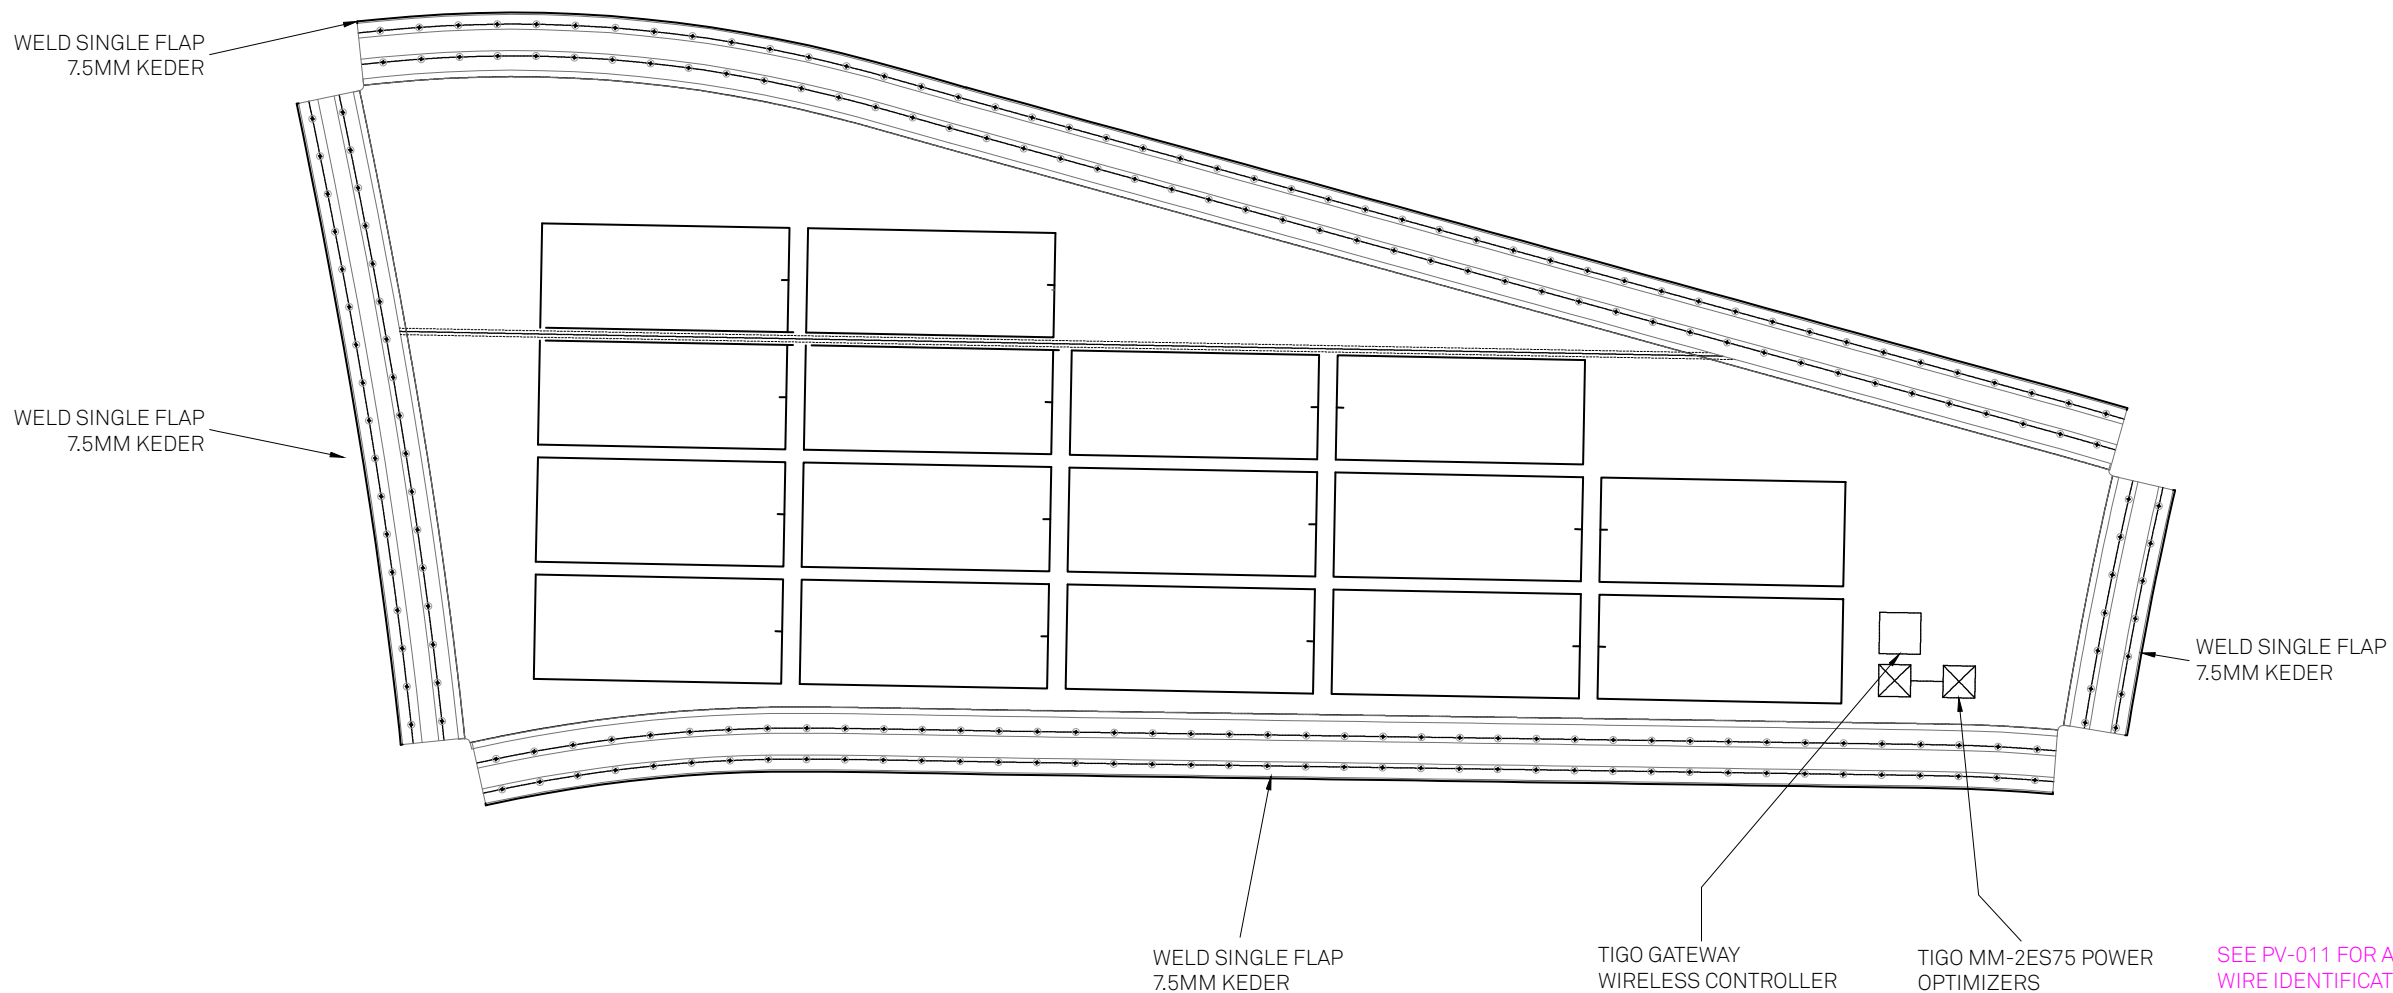 WELD SINGLE FLAP
7.5MM KEDER
WELD SINGLE FLAP
7.5MM KEDER
WELD SINGLE FLAP
7.5MM KEDER
WELD SINGLE FLAP
7.5MM KEDER
TIGO GATEWAY
WIRELESS CONTROLLER
TIGO MM-2ES75 POWER
OPTIMIZERS
SEE PV-011 FOR A
WIRE IDENTIFICAT